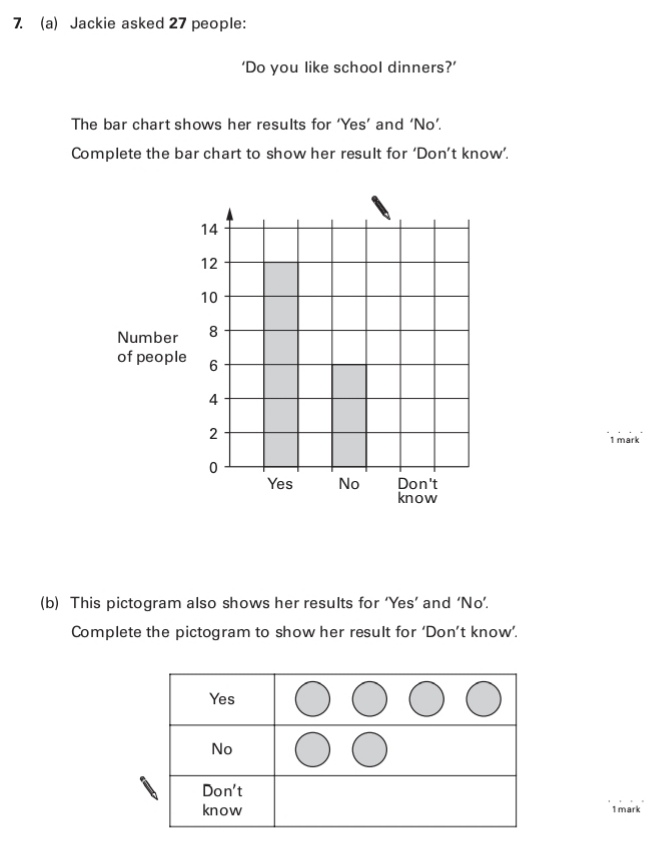 7. (a) Jackie asked 27 people:
‘Do you like school dinners?’
The bar chart shows her results for ‘Yes’ and ‘No’.
Complete the bar chart to show her result for ‘Don’t know’.
14
12
10
8
6
4
2
0
Number
of people
Yes No Don't
know
1 mark
(b) This pictogram also shows her results for ‘Yes’ and ‘No’.
Complete the pictogram to show her result for ‘Don’t know’.
Yes
No
Don’t
know
1 mark